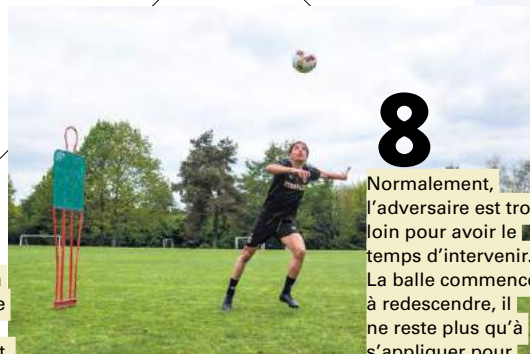 8
Normalement,
l'adversaire est
loin pour avoir le
temps d'intervenir.
La balle commence
à redescendre, il
ne reste plus qu'à
s'appliquer pour